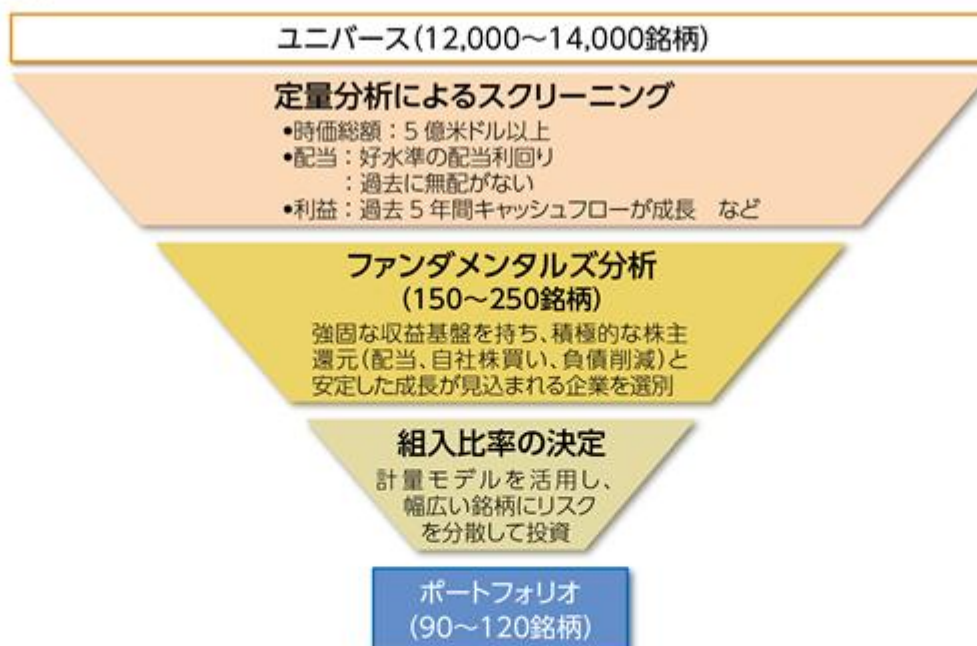 ユニバース(12,000～14,000銘柄)
定量分析によるスクリーニング
•時価総額：5億米ドル以上
•配当：好水準の配当利回り
：過去に無配がない
•利益：過去5年間キャッシュフローが成長　など
ファンダメンタルズ分析
(150～250銘柄)
強固な収益基盤を持ち、積極的な株主
還元(配当、自社株買い、負債削減)と
安定した成長が見込まれる企業を選別
組入比率の決定
計量モデルを活用し、
幅広い銘柄にリスク
を分散して投資
ポートフォリオ
(90～120銘柄)